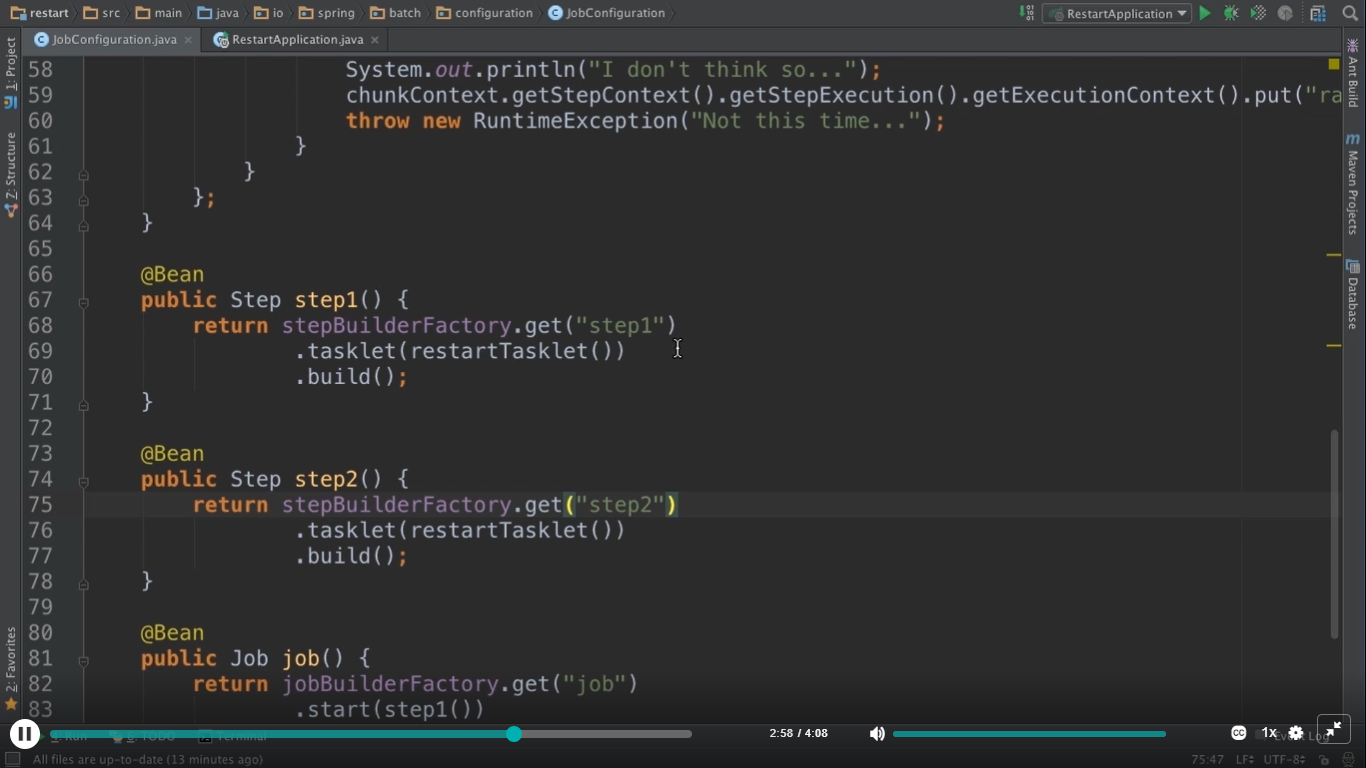 restart src main java io spring batch configuration JobConfiguration RestartApplication
JobConfiguration.java RestartApplication.java
1: Project
7: Structure
2: Favorites
58 System.out.println("I don't think so...");
59 chunkContext.getStepContext().getStepExecution().getExecutionContext().put("ra
60 throw new RuntimeException("Not this time...");
61 }
62 }
63 };
64 }
65
66 @Bean
67 public Step step1() {
68 return stepBuilderFactory.get("step1")
69 .tasklet(restartTasklet())
70 .build();
71 }
72
73 @Bean
74 public Step step2() {
75 return stepBuilderFactory.get("step2")
76 .tasklet(restartTasklet())
77 .build();
78 }
79
80 @Bean
81 public Job job() {
82 return jobBuilderFactory.get("job")
83 .start(step1())
Ant Build
Maven Projects
Database
2:58 / 4:08 CC 1x
Terminal
All files are up-to-date (13 minutes ago) 75:47 LF UTF-8